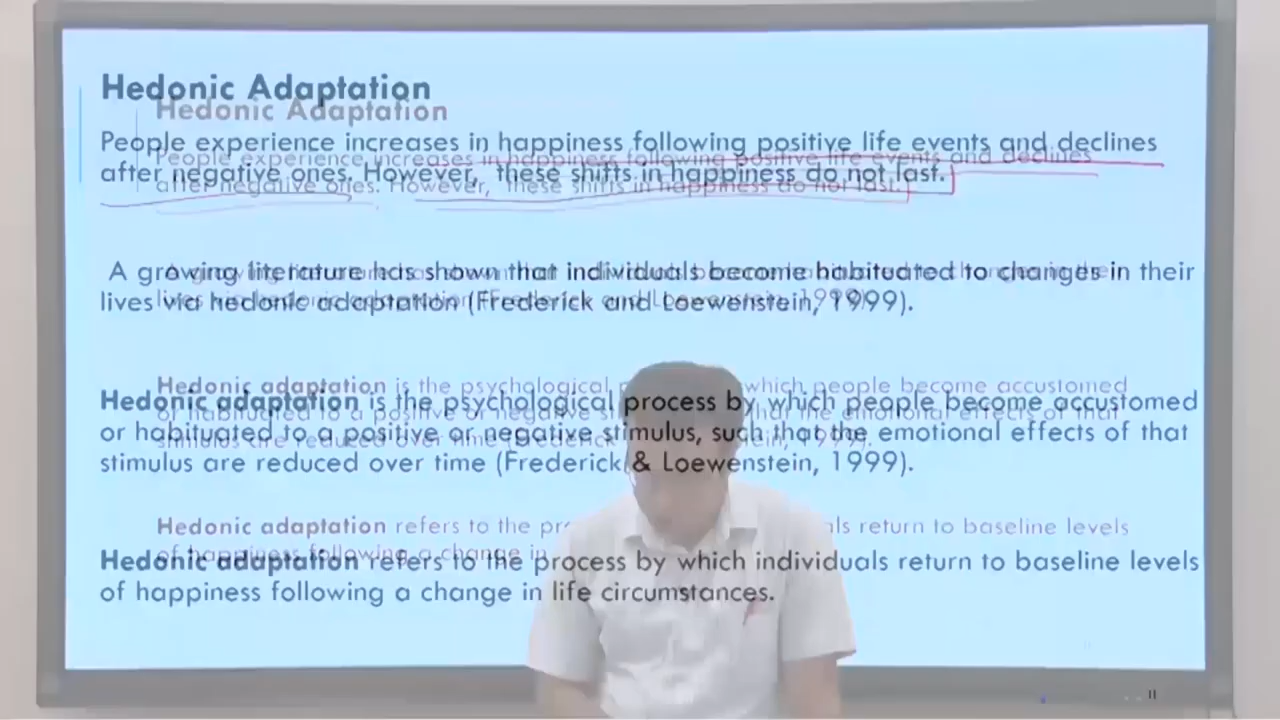 Hedonic Adaptation
People experience increases in happiness following positive life events and declines
after negative ones. However, these shifts in happiness do not last.
A growing literature has shown that individuals become habituated to changes in their
lives via hedonic adaptation (Frederick and Loewenstein, 1999).
Hedonic adaptation is the psychological process by which people become accustomed
or habituated to a positive or negative stimulus, such that the emotional effects of that
stimulus are reduced over time (Frederick & Loewenstein, 1999).
Hedonic adaptation refers to the process by which individuals return to baseline levels
of happiness following a change in life circumstances.
11